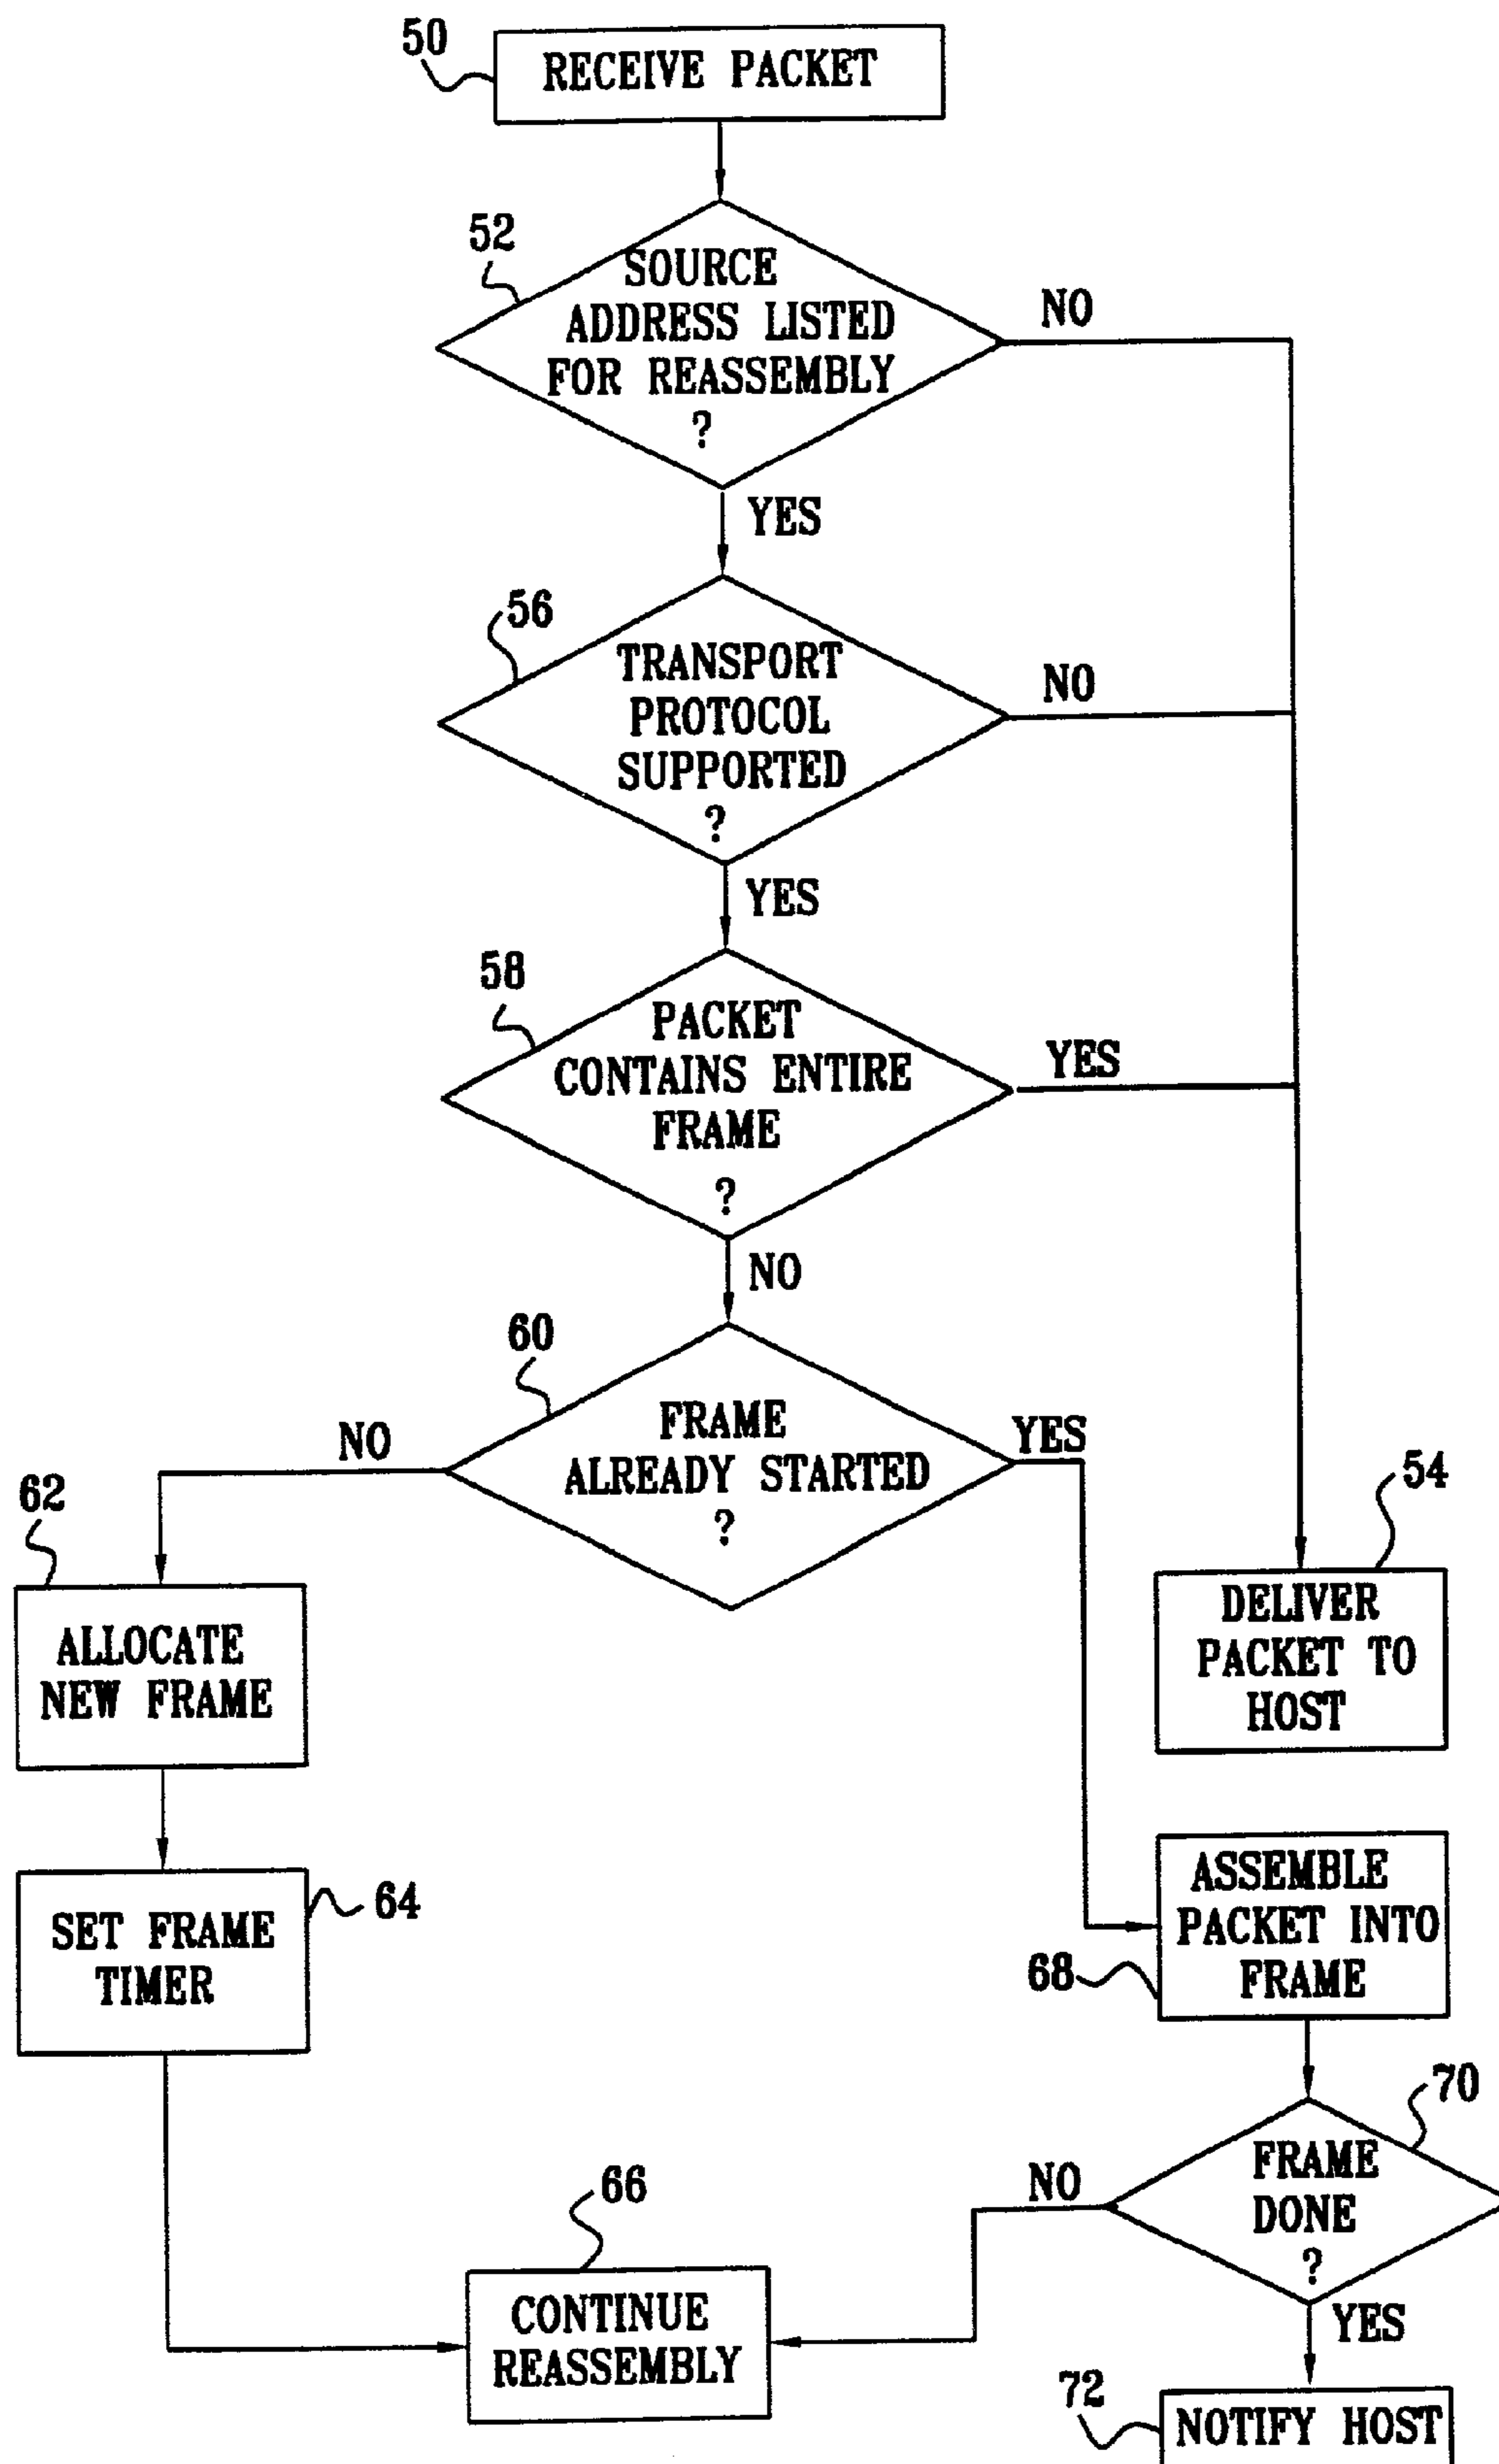 50
RECEIVE PACKET
52
SOURCE
ADDRESS LISTED
FOR REASSEMBLY
?
NO
YES
56
TRANSPORT
PROTOCOL
SUPPORTED
?
NO
YES
58
PACKET
CONTAINS ENTIRE
FRAME
?
YES
NO
60
FRAME
ALREADY STARTED
?
NO
YES
62
ALLOCATE
NEW FRAME
54
DELIVER
PACKET TO
HOST
SET FRAME
TIMER
64
ASSEMBLE
PACKET INTO
FRAME
68
70
FRAME
DONE
?
NO
YES
66
CONTINUE
REASSEMBLY
72
NOTIFY HOST